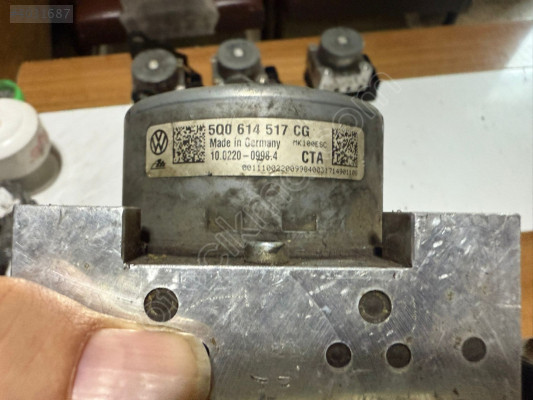 5Q0 614 517 CG
Made in Germany MK100ESC
10.0220-0996.4 CTA